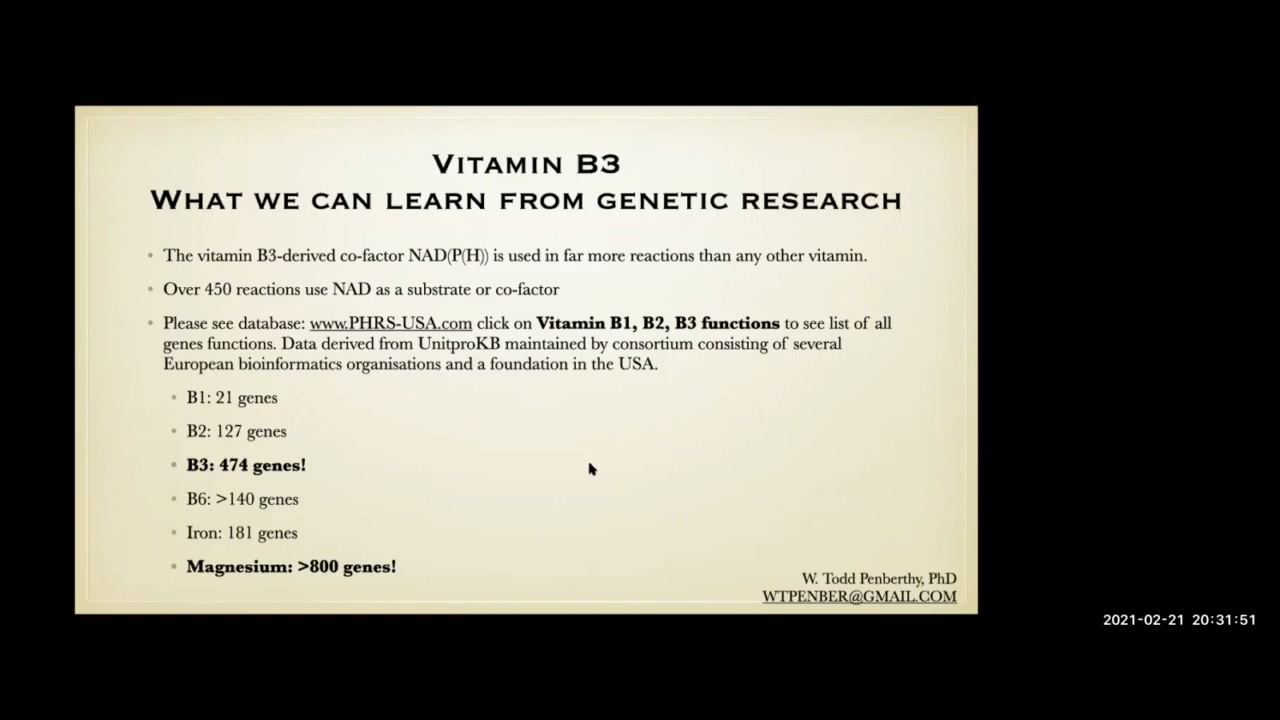 VITAMIN B3
WHAT WE CAN LEARN FROM GENETIC RESEARCH
• The vitamin B3-derived co-factor NAD(P(H)) is used in far more reactions than any other vitamin.
• Over 450 reactions use NAD as a substrate or co-factor
• Please see database: www.PHRS-USA.com click on Vitamin B1, B2, B3 functions to see list of all
genes functions. Data derived from UnitproKB maintained by consortium consisting of several
European bioinformatics organisations and a foundation in the USA.
• B1: 21 genes
• B2: 127 genes
• B3: 474 genes!
• B6: >140 genes
• Iron: 181 genes
• Magnesium: >800 genes!
W. Todd Penberthy, PhD
WTPENBER@GMAIL.COM
2021-02-21 20:31:51